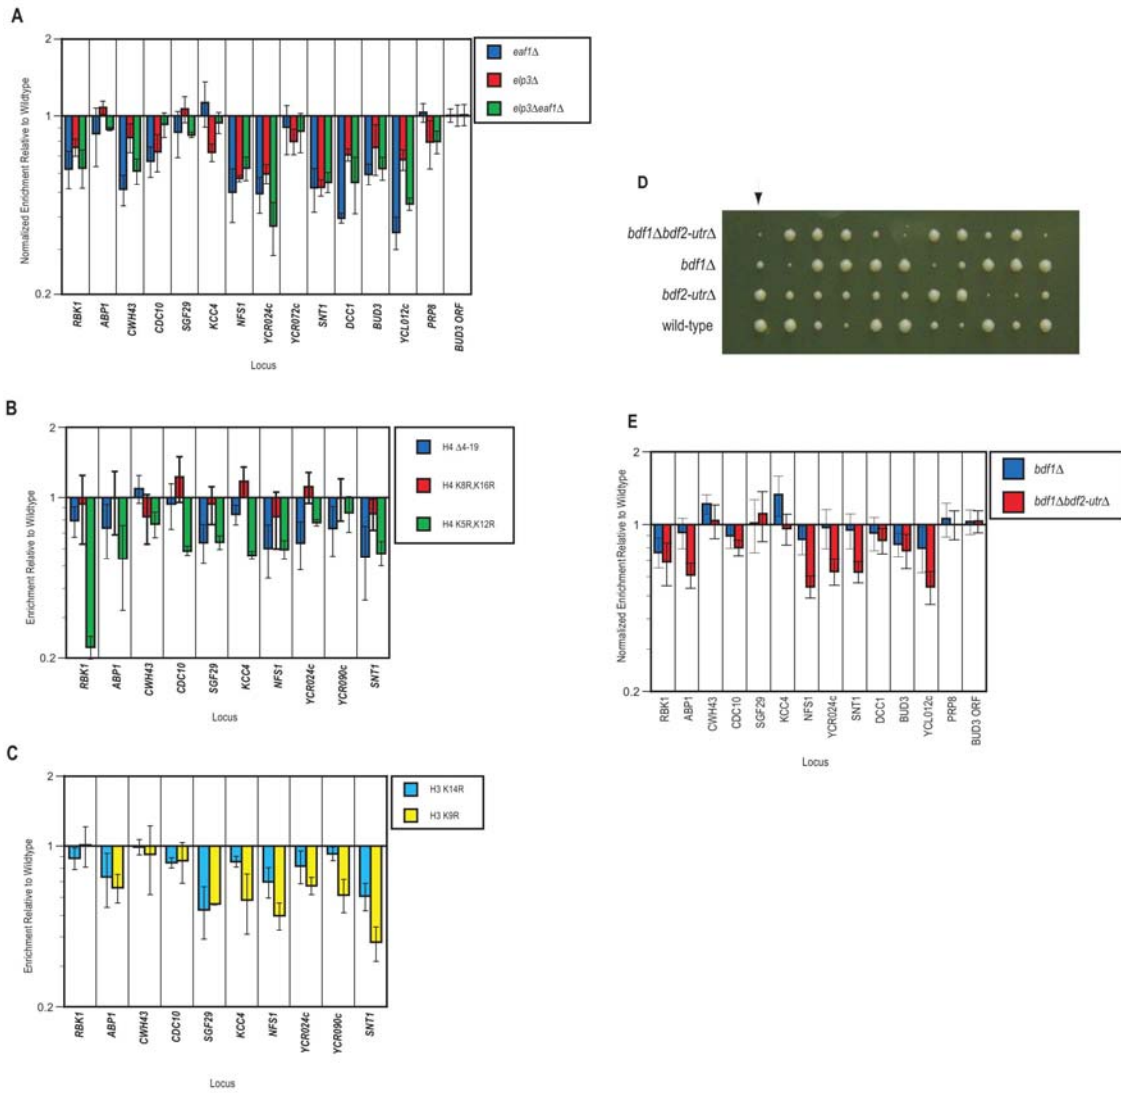 A
2
1
0.2
Normalized Enrichment Relative to Wildtype
eaf1Δ
elp3Δ
elp3Δeaf1Δ
RBK1
ABP1
CWH43
CDC10
SGF29
KCC4
NFS1
YCR024c
YCR072c
SNT1
DCC1
BUD3
YCL012c
PRP8
BUD3 ORF
Locus
B
2
1
0.2
Enrichment Relative to Wildtype
H4 Δ4-19
H4 K8R,K16R
H4 K5R,K12R
RBK1
ABP1
CWH43
CDC10
SGF29
KCC4
NFS1
YCR024c
YCR090c
SNT1
Locus
C
2
1
0.2
Enrichment Relative to Wildtype
H3 K14R
H3 K9R
RBK1
ABP1
CWH43
CDC10
SGF29
KCC4
NFS1
YCR024c
YCR090c
SNT1
Locus
D
bdf1Δbdf2-utrΔ
bdf1Δ
bdf2-utrΔ
wild-type
E
2
1
0.2
Normalized Enrichment Relative to Wildtype
bdf1Δ
bdf1Δbdf2-utrΔ
RBK1
ABP1
CWH43
CDC10
SGF29
KCC4
NFS1
YCR024c
SNT1
DCC1
BUD3
YCL012c
PRP8
BUD3 ORF
Locus